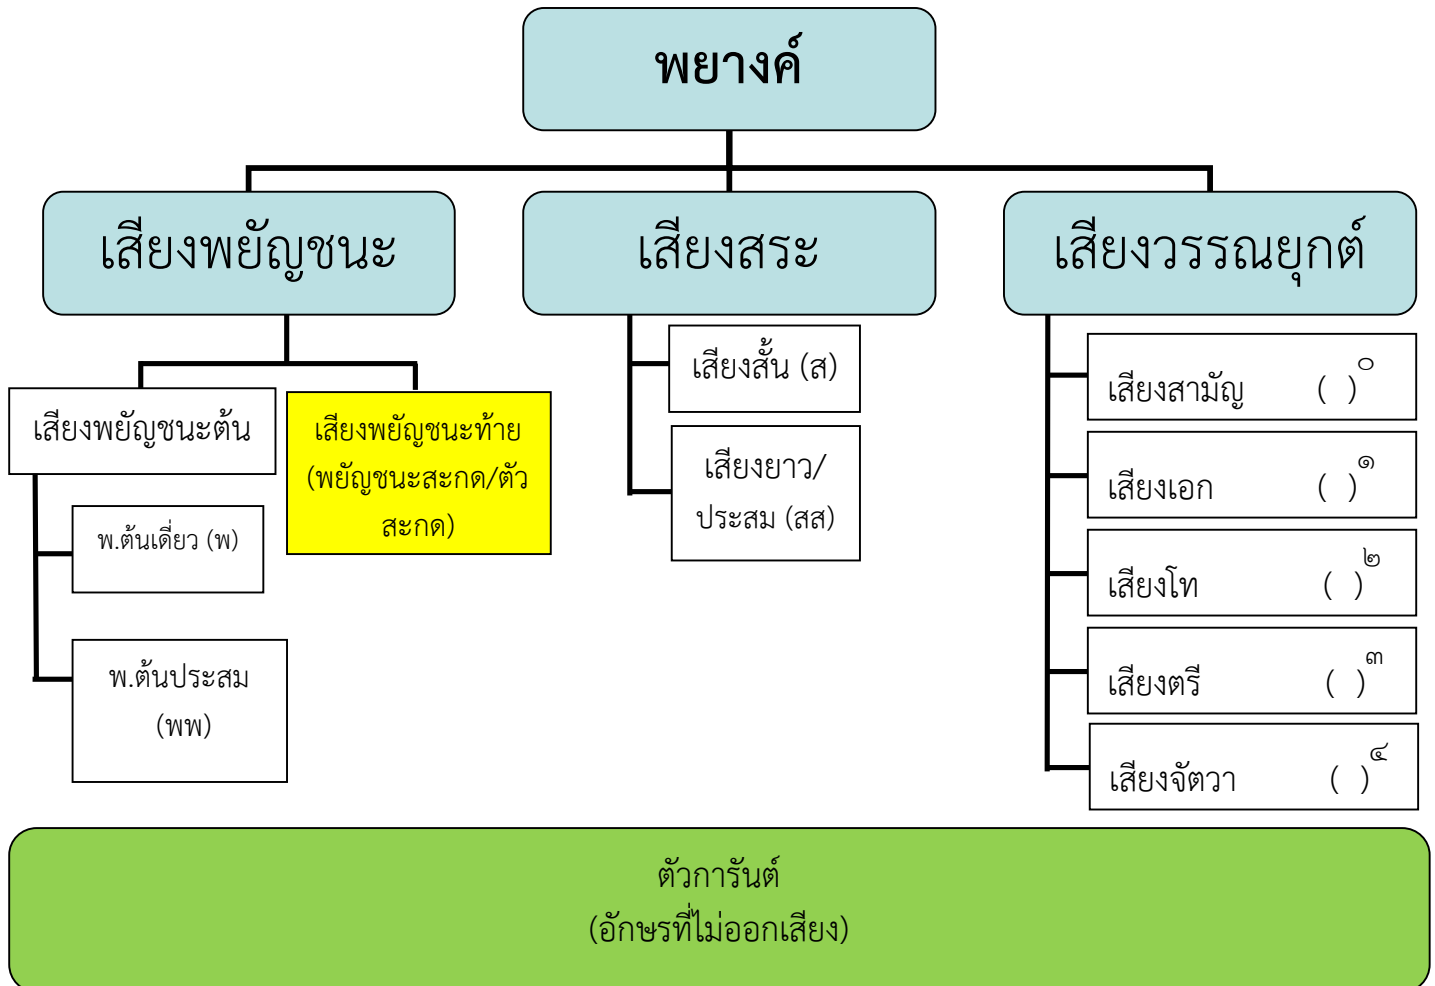 พยางค์
เสียงพยัญชนะ
เสียงสระ
เสียงวรรณยุกต์
เสียงพยัญชนะต้น
พ.ต้นเดี่ยว (พ)
พ.ต้นประสม
(พพ)
เสียงพยัญชนะท้าย
(พยัญชนะสะกด/ตัว
สะกด)
เสียงสั้น (ส)
เสียงยาว/
ประสม (สส)
เสียงสามัญ ( )๐
เสียงเอก ( )๑
เสียงโท ( )๒
เสียงตรี ( )๓
เสียงจัตวา ( )๔
ตัวการันต์
(อักษรที่ไม่ออกเสียง)